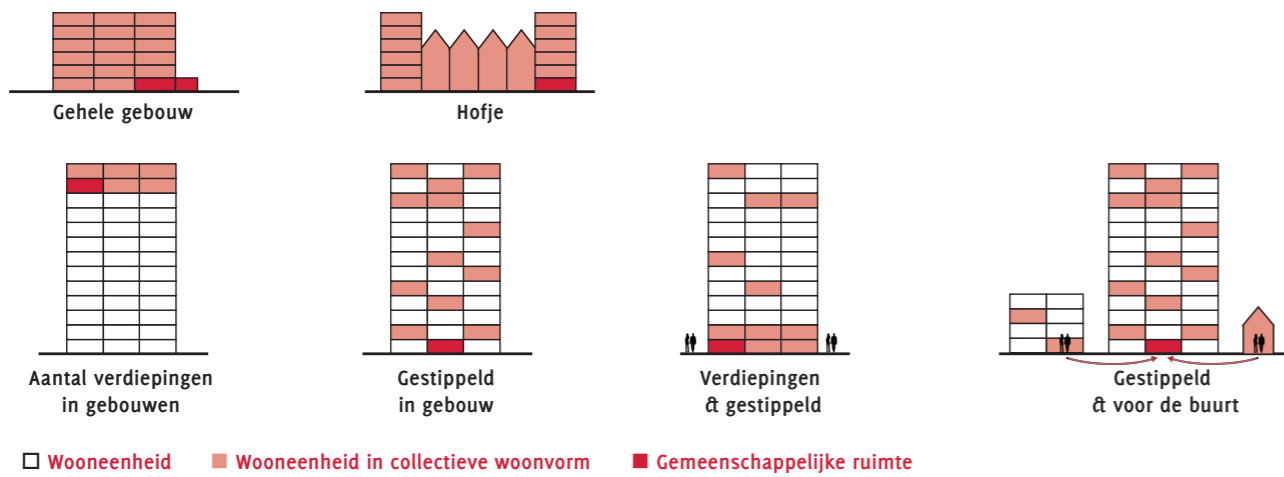 Gehele gebouw
Hofje
Aantal verdiepingen
in gebouwen
Gestippeld
in gebouw
Verdiepingen
& gestippeld
Gestippeld
& voor de buurt
Wooneenheid
Wooneenheid in collectieve woonvorm
Gemeenschappelijke ruimte